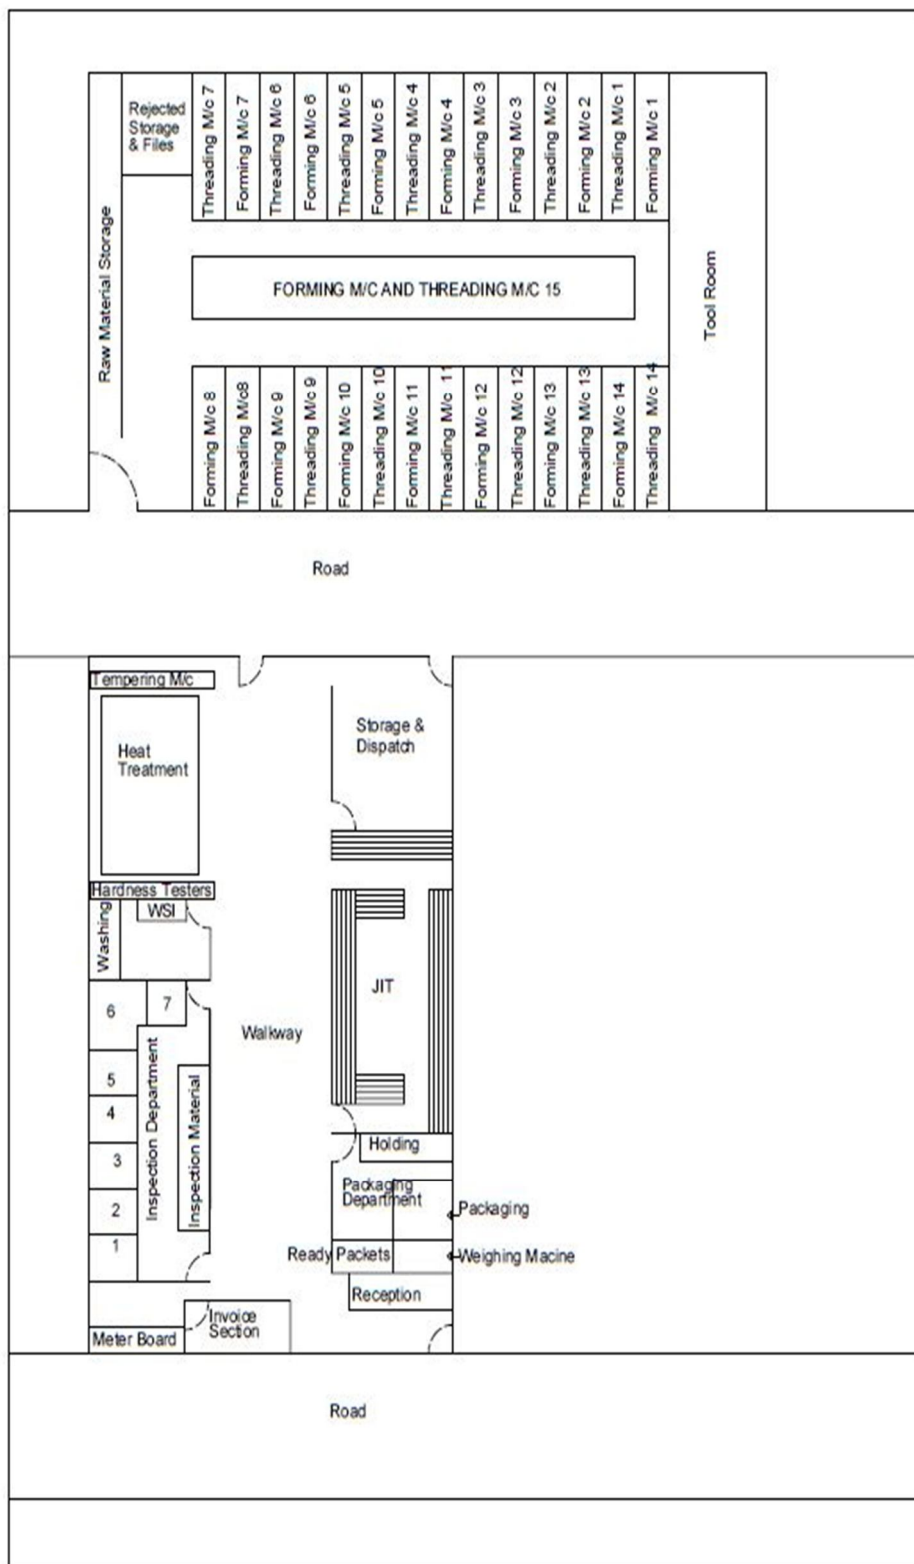 Rejected
Storage
& Files
Threading M/c 7
Forming M/c 7
Threading M/c 6
Forming M/c 6
Threading M/c 5
Forming M/c 5
Threading M/c 4
Forming M/c 4
Threading M/c 3
Forming M/c 3
Threading M/c 2
Forming M/c 2
Threading M/c 1
Forming M/c 1
Raw Material Storage
FORMING M/C AND THREADING M/C 15
Tool Room
Forming M/c 8
Threading M/c8
Forming M/c 9
Threading M/c 9
Forming M/c 10
Threading M/c 10
Forming M/c 11
Threading M/c 11
Forming M/c 12
Threading M/c 12
Forming M/c 13
Threading M/c 13
Forming M/c 14
Threading M/c 14
Road
Tempering M/c
Heat
Treatment
Storage &
Dispatch
Hardness Testers
WSI
Washing
JIT
6
7
Walkway
5
4
3
2
1
Inspection Department
Inspection Material
Holding
Packaging
Department
Packaging
Ready Packets
Weighing Macine
Reception
Invoice
Section
Meter Board
Road